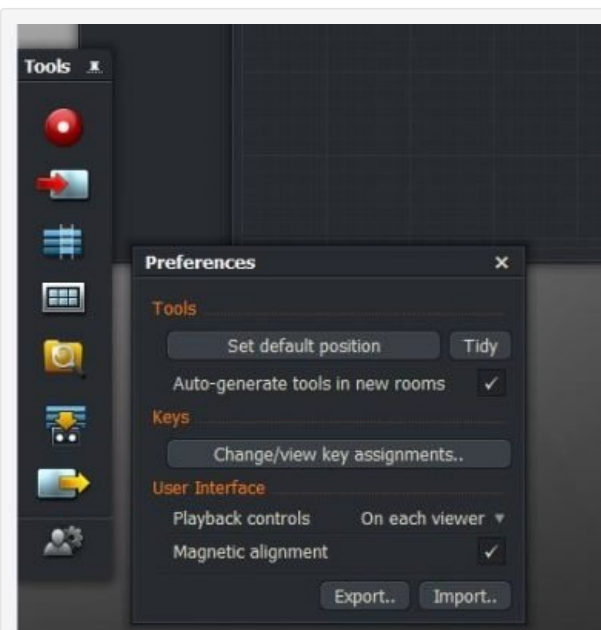 Tools
Preferences
Tools
Set default position Tidy
Auto-generate tools in new rooms
Keys
Change/view key assignments..
User Interface
Playback controls On each viewer
Magnetic alignment
Export.. Import..